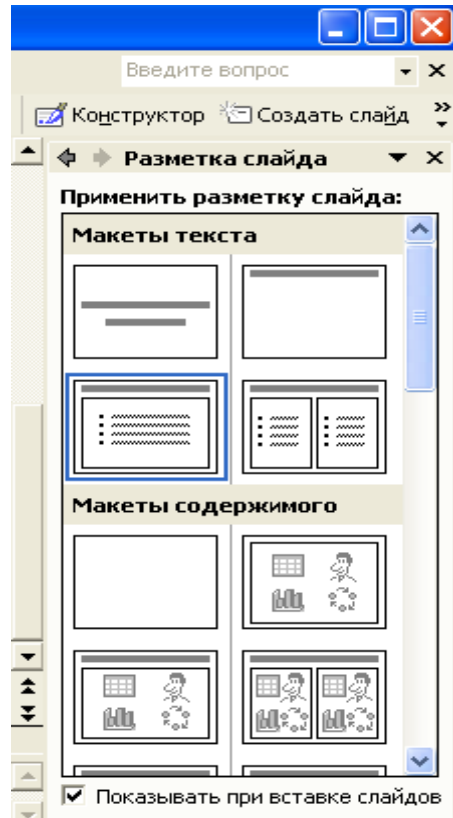 Введите вопрос
Конструктор Создать слайд
Разметка слайда
Применить разметку слайда:
Макеты текста
Макеты содержимого
Показывать при вставке слайдов